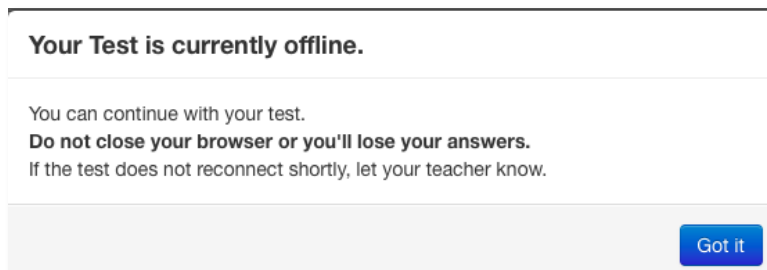 Your Test is currently offline.
You can continue with your test.
Do not close your browser or you'll lose your answers.
If the test does not reconnect shortly, let your teacher know.
Got it